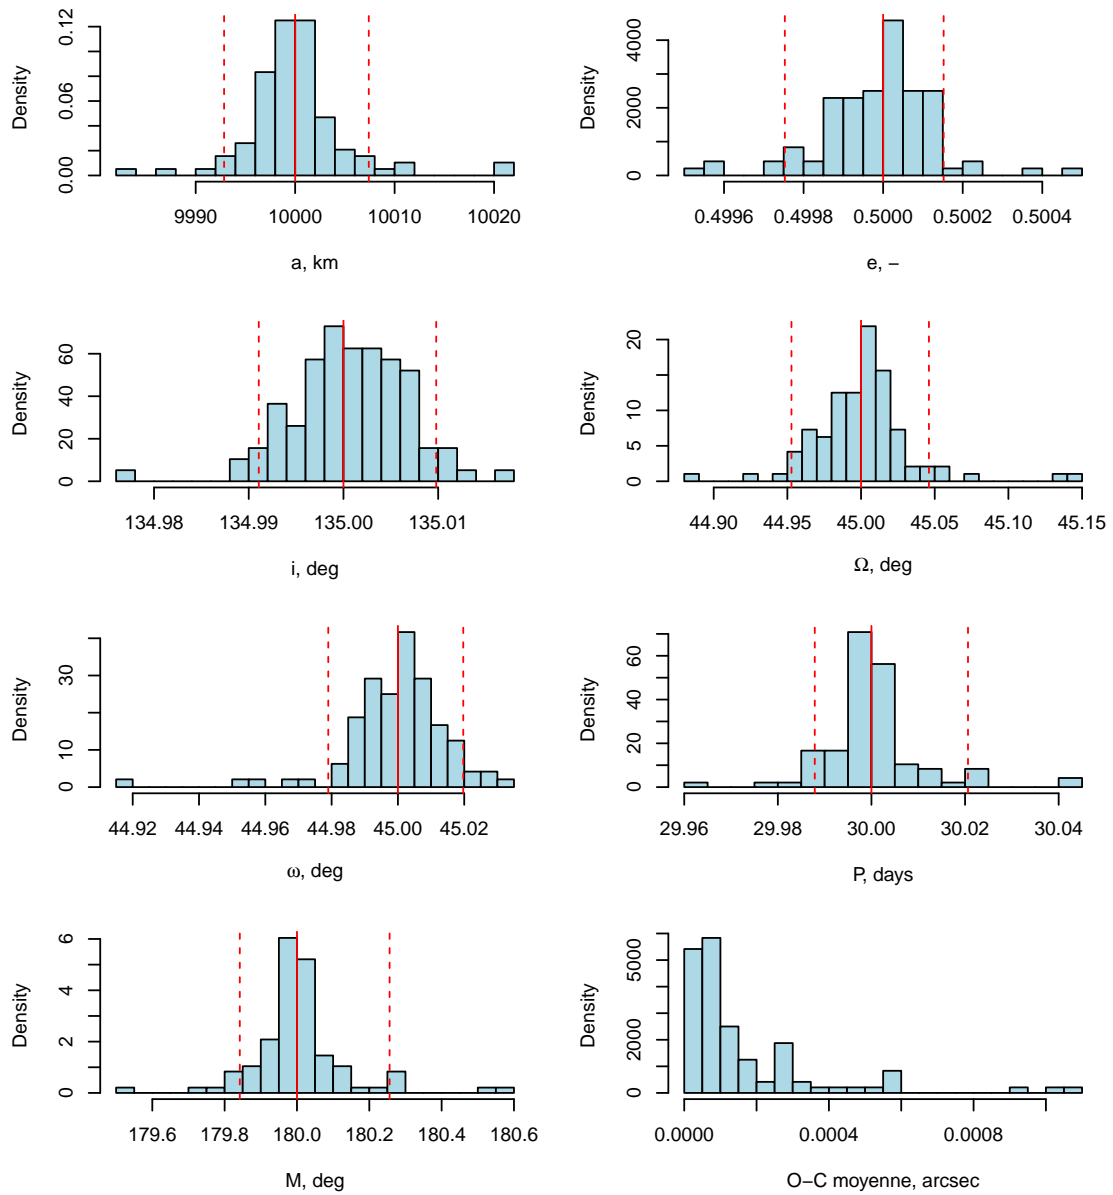 Density
0.00 0.06 0.12
9990 10000 10010 10020
a, km
Density
0 2000 4000
0.4996 0.4998 0.5000 0.5002 0.5004
e, −
Density
0 20 40 60
134.98 134.99 135.00 135.01
i, deg
Density
0 5 10 20
44.90 44.95 45.00 45.05 45.10 45.15
Ω, deg
Density
0 10 30
44.92 44.94 44.96 44.98 45.00 45.02
ω, deg
Density
0 20 40 60
29.96 29.98 30.00 30.02 30.04
P, days
Density
0 2 4 6
179.6 179.8 180.0 180.2 180.4 180.6
M, deg
Density
0 2000 5000
0.0000 0.0004 0.0008
O−C moyenne, arcsec